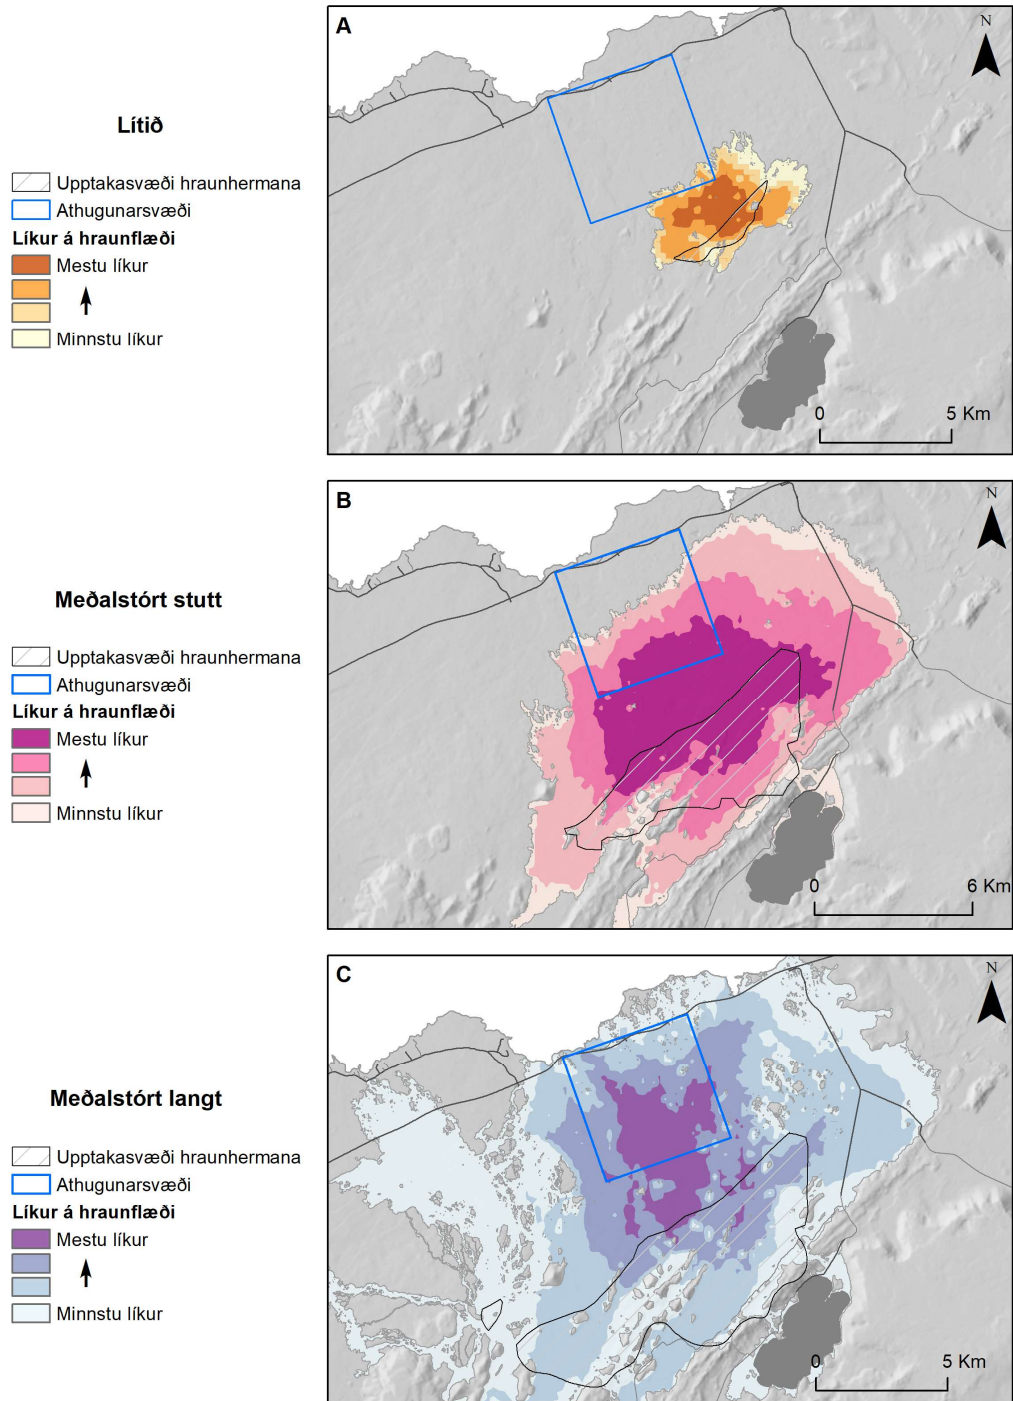 Lítið
Upptakasvæði hraunhermana
Athugunarsvæði
Líkur á hraunflæði
Mestu líkur
Minnstu líkur
A
N
0 5 Km
Meðalstórt stutt
Upptakasvæði hraunhermana
Athugunarsvæði
Líkur á hraunflæði
Mestu líkur
Minnstu líkur
B
N
0 6 Km
Meðalstórt langt
Upptakasvæði hraunhermana
Athugunarsvæði
Líkur á hraunflæði
Mestu líkur
Minnstu líkur
C
N
0 5 Km